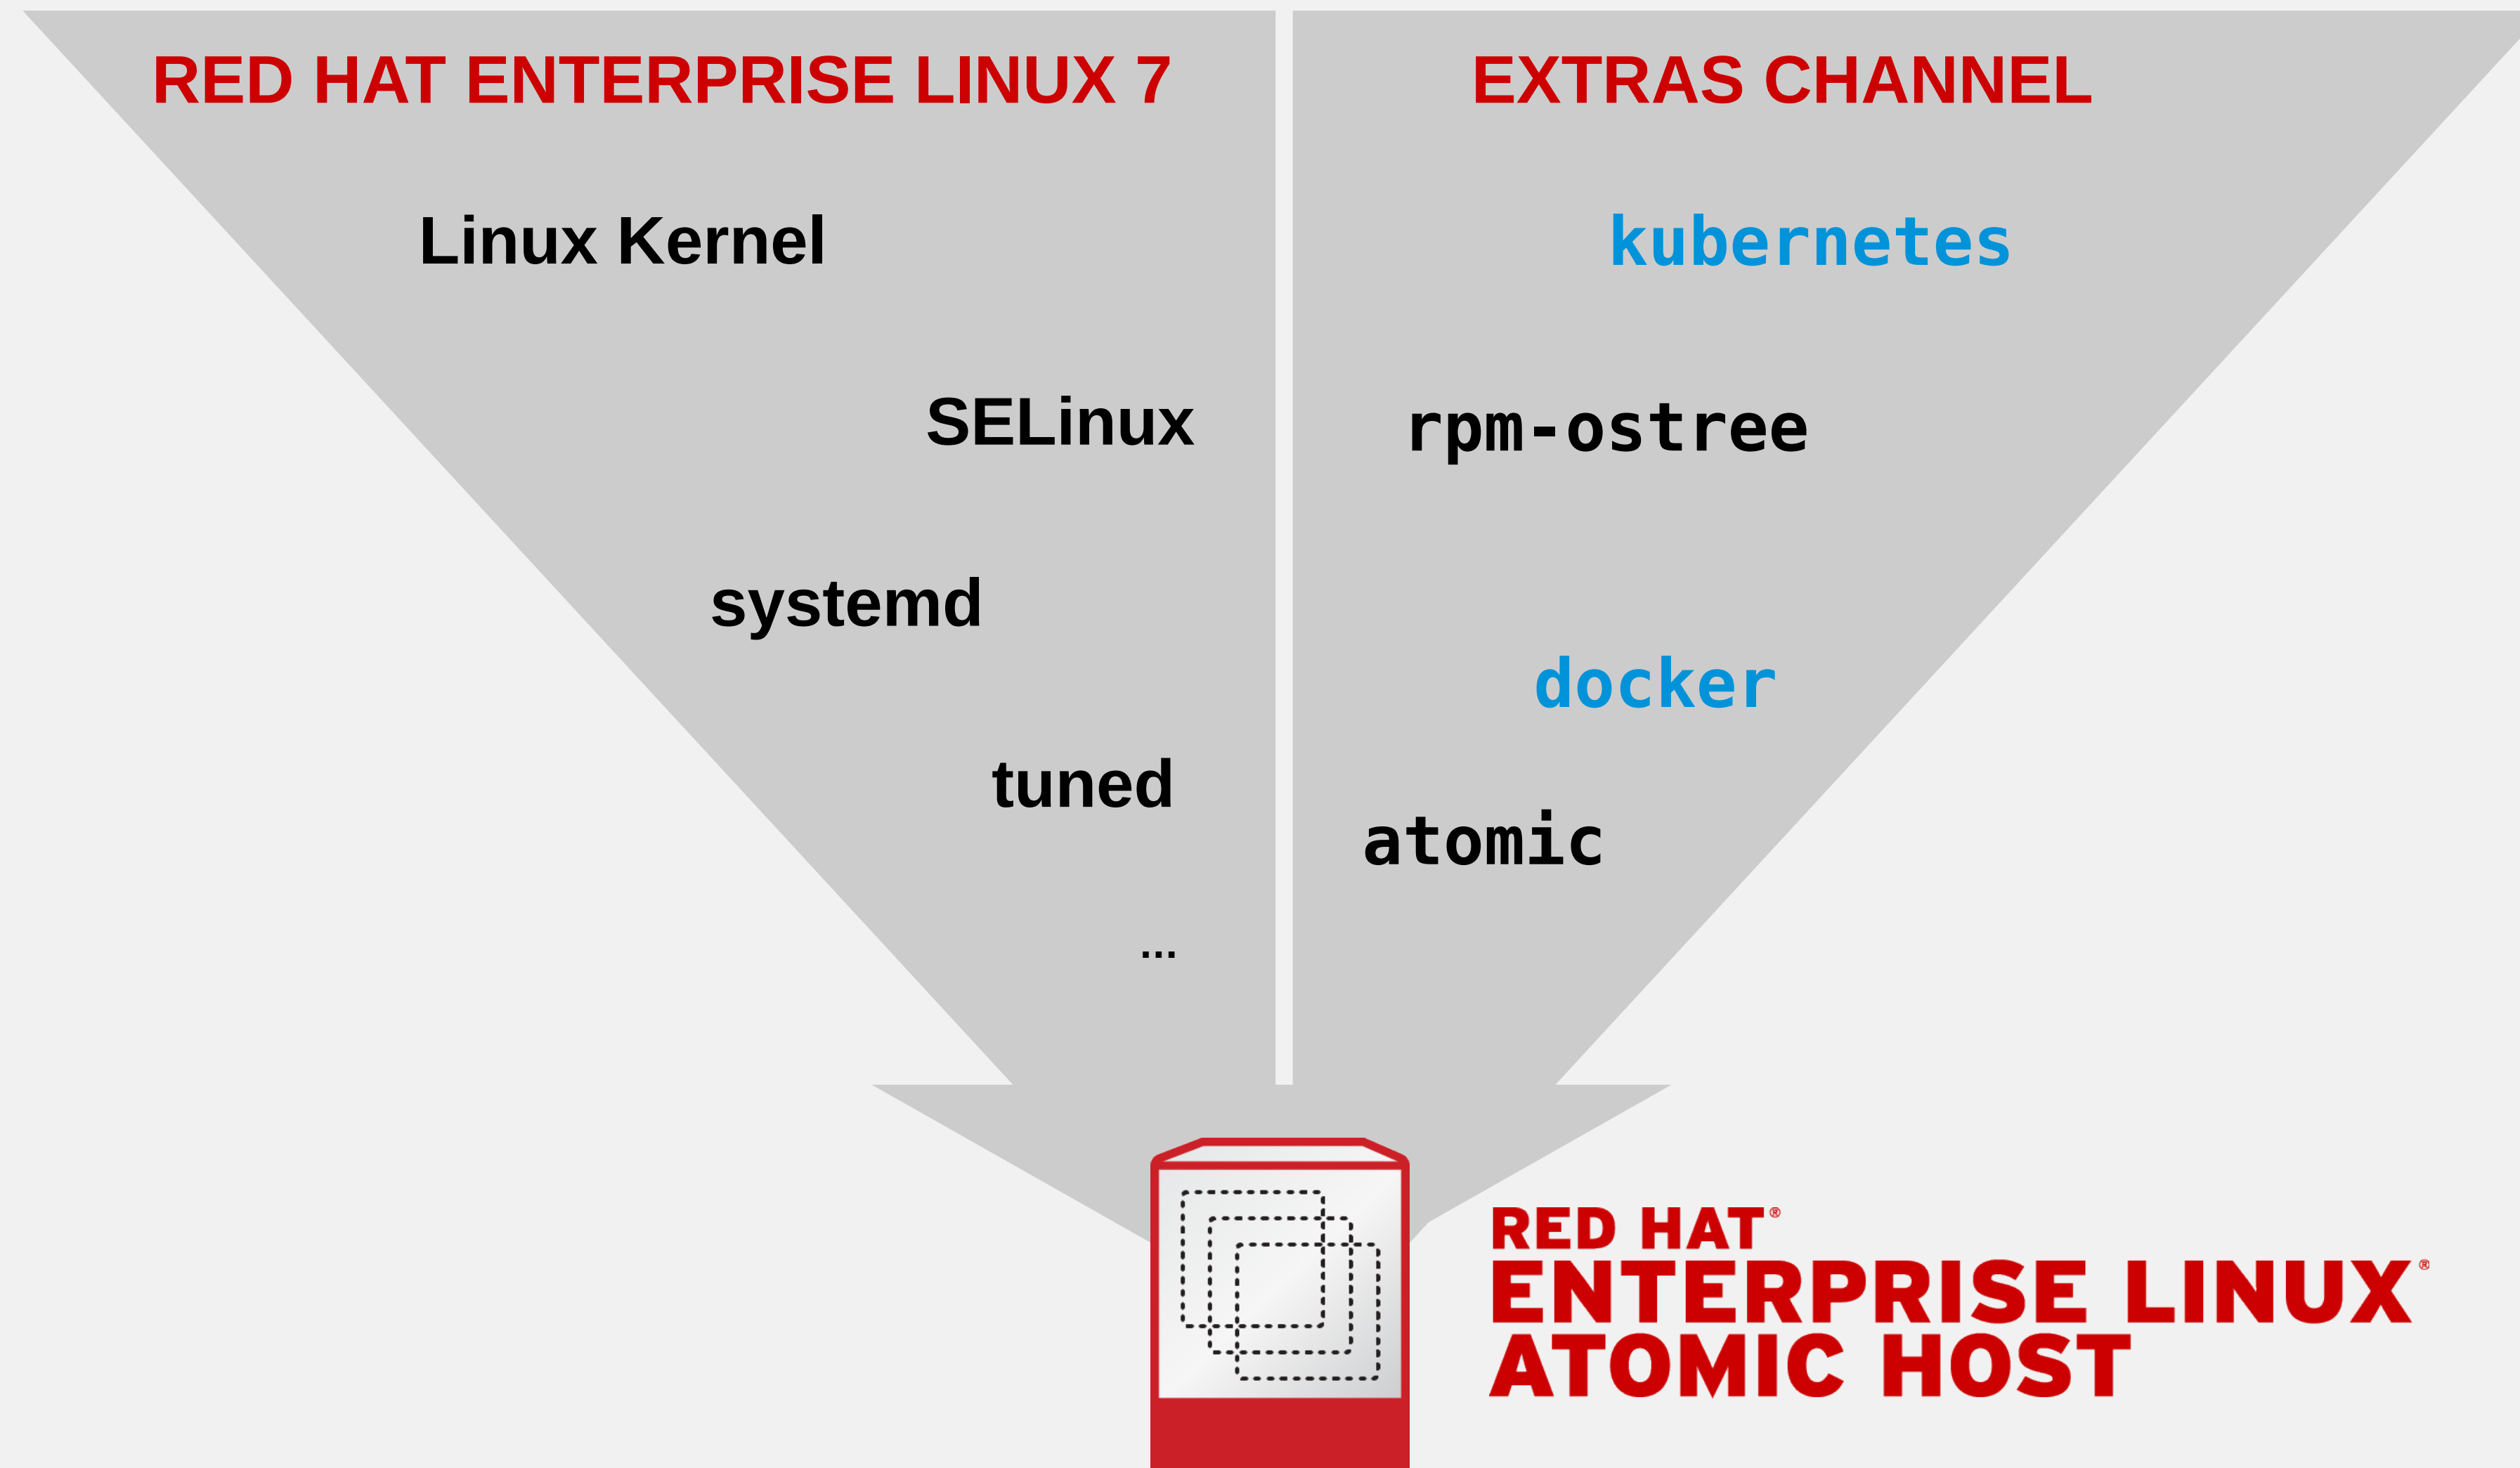 RED HAT ENTERPRISE LINUX 7
Linux Kernel
SELinux
systemd
tuned
...
EXTRAS CHANNEL
kubernetes
rpm-ostree
docker
atomic
RED HAT®
ENTERPRISE LINUX®
ATOMIC HOST